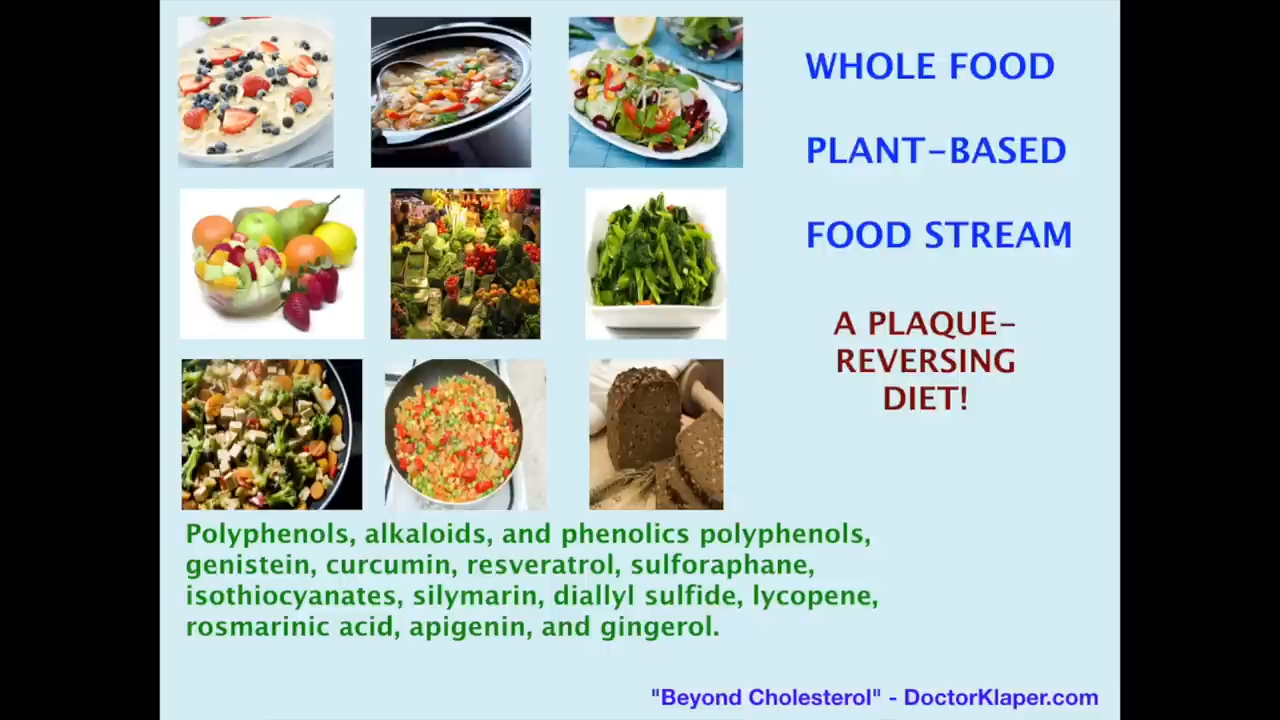 WHOLE FOOD
PLANT-BASED
FOOD STREAM
A PLAQUE-
REVERSING
DIET!
Polyphenols, alkaloids, and phenolics polyphenols,
genistein, curcumin, resveratrol, sulforaphane,
isothiocyanates, silymarin, diallyl sulfide, lycopene,
rosmarinic acid, apigenin, and gingerol.
"Beyond Cholesterol" - DoctorKlaper.com